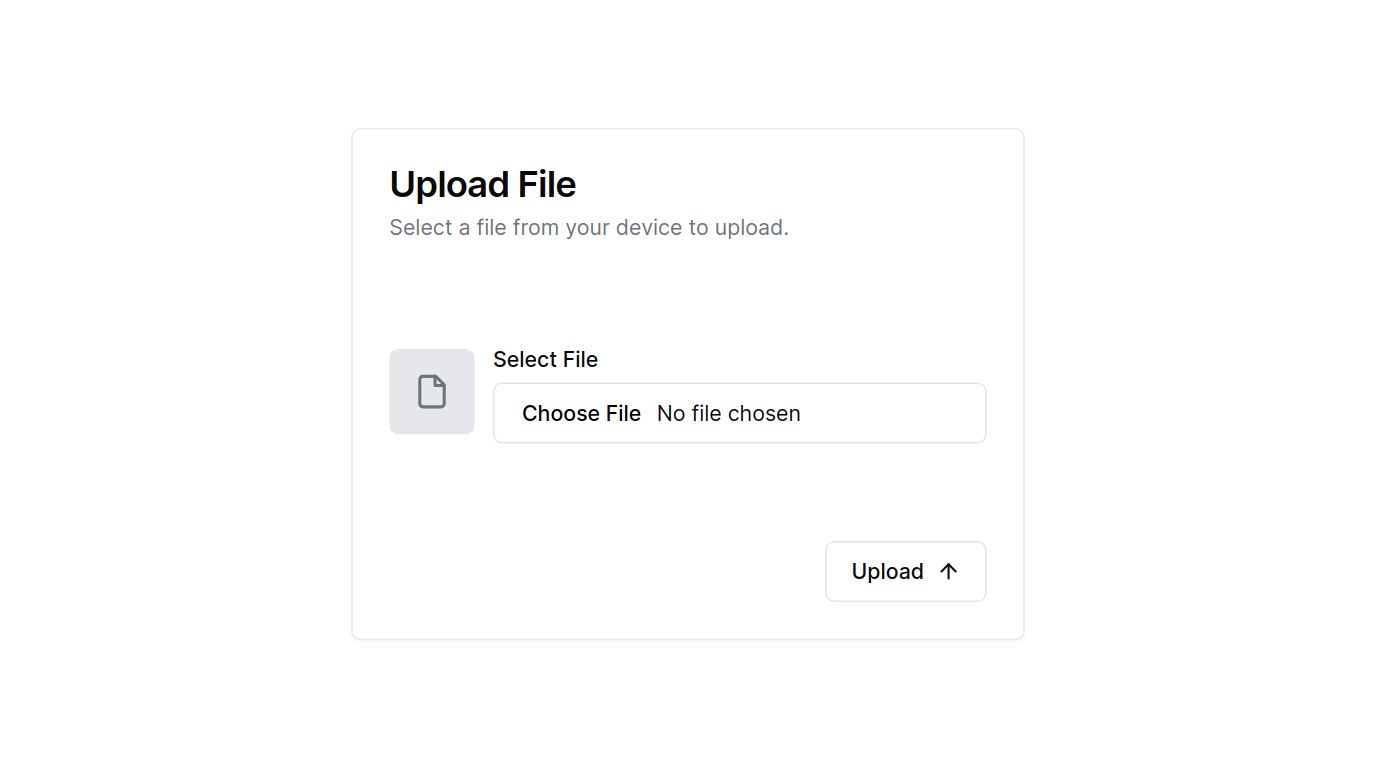 Upload File
Select a file from your device to upload.
Select File
Choose File No file chosen
Upload